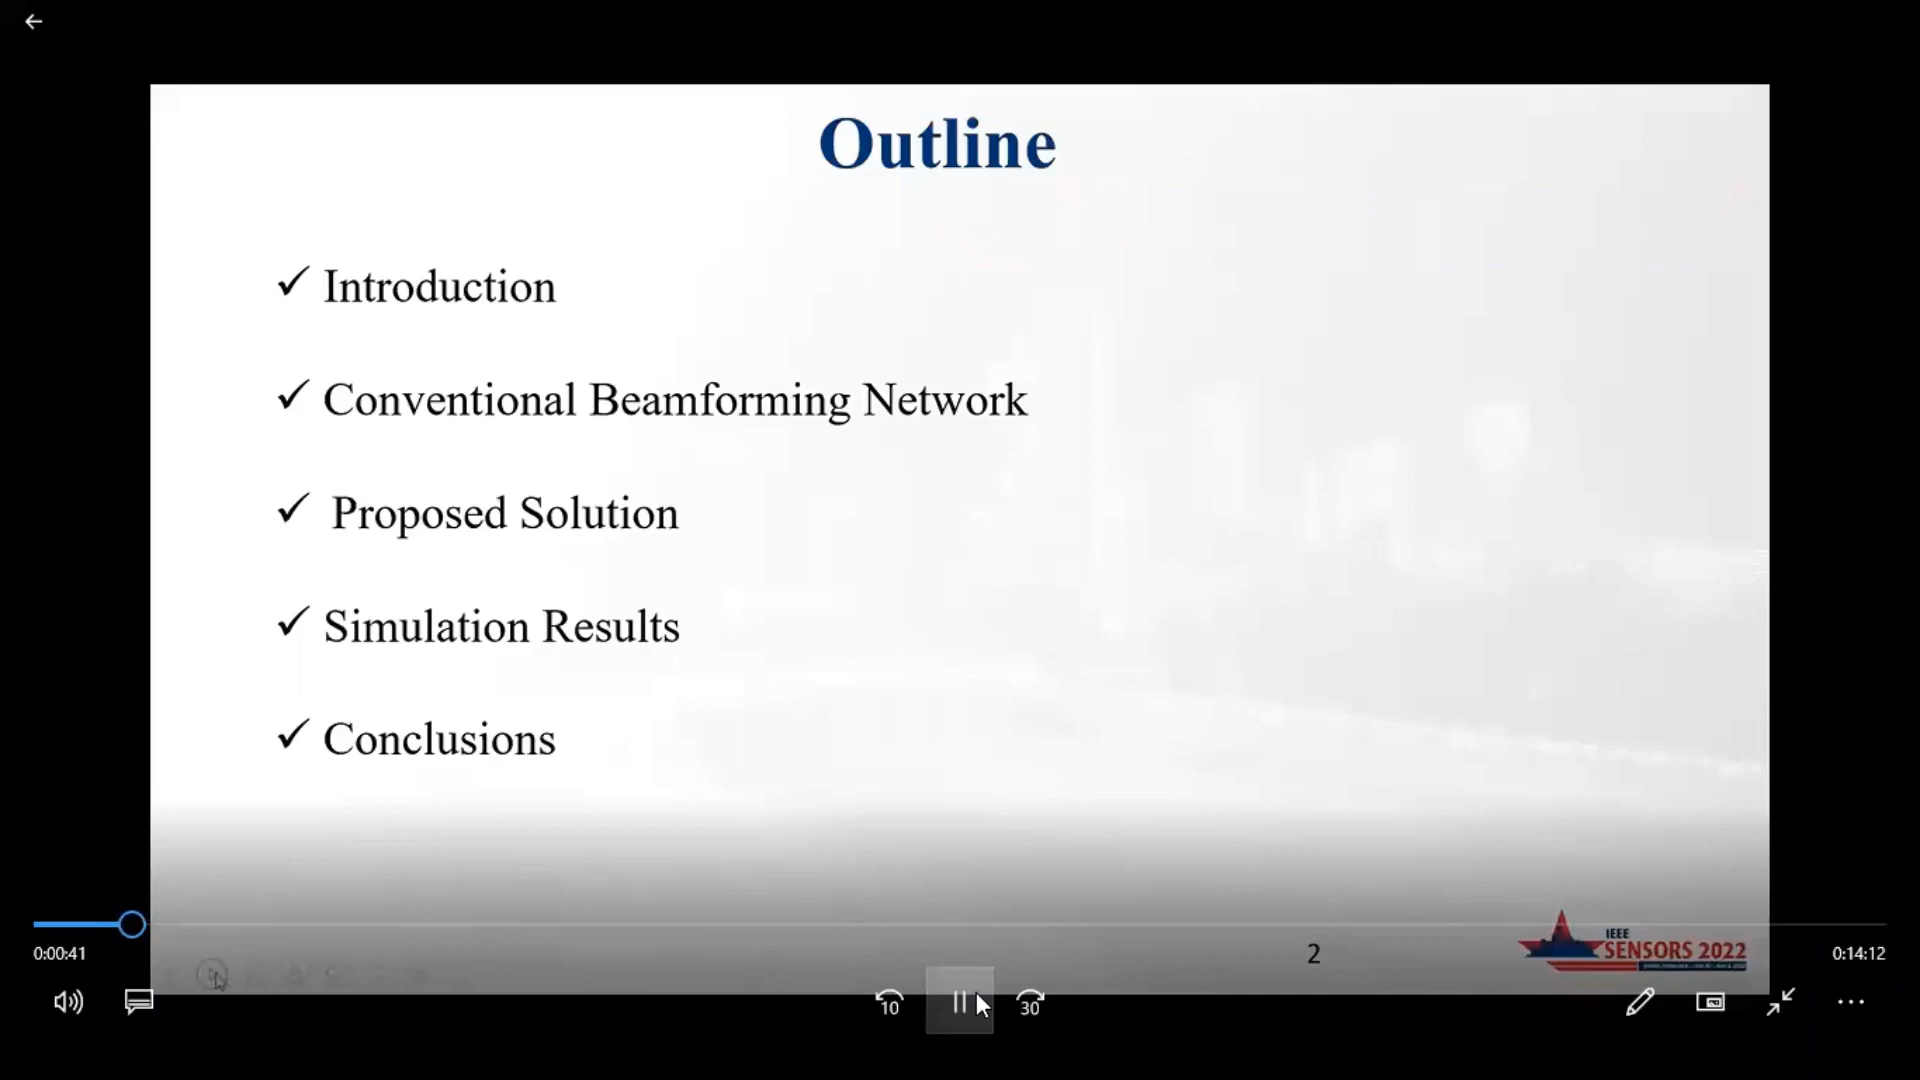 Outline
✓ Introduction
✓ Conventional Beamforming Network
✓ Proposed Solution
✓ Simulation Results
✓ Conclusions
IEEE
SENSORS 2022
2
0:00:41
0:14:12
10
30